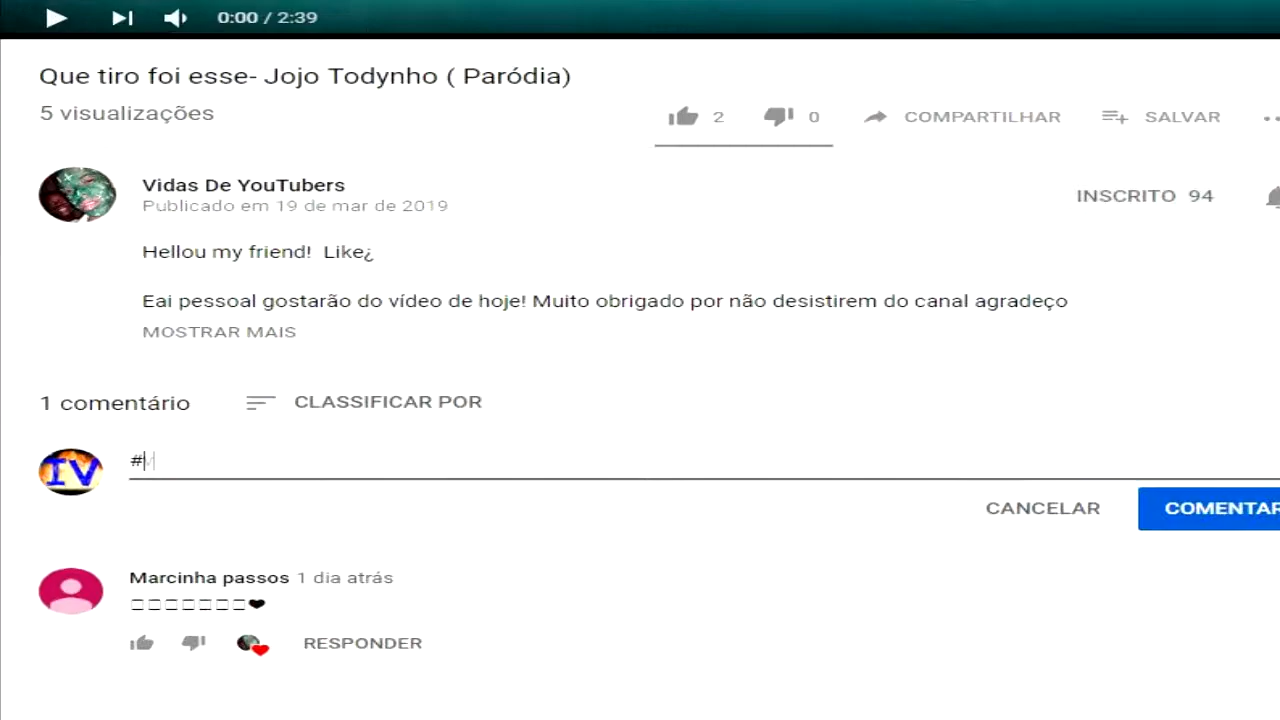 0:00 / 2:39
Que tiro foi esse- Jojo Todynho ( Paródia)
5 visualizações
2 0 COMPARTILHAR SALVAR
Vidas De YouTubers
Publicado em 19 de mar de 2019
INSCRITO 94
Hellou my friend! Like¿
Eai pessoal gostarão do vídeo de hoje! Muito obrigado por não desistirem do canal agradeço
MOSTRAR MAIS
1 comentário CLASSIFICAR POR
IV
#
CANCELAR COMENTAR
Marcinha passos 1 dia atrás
RESPONDER